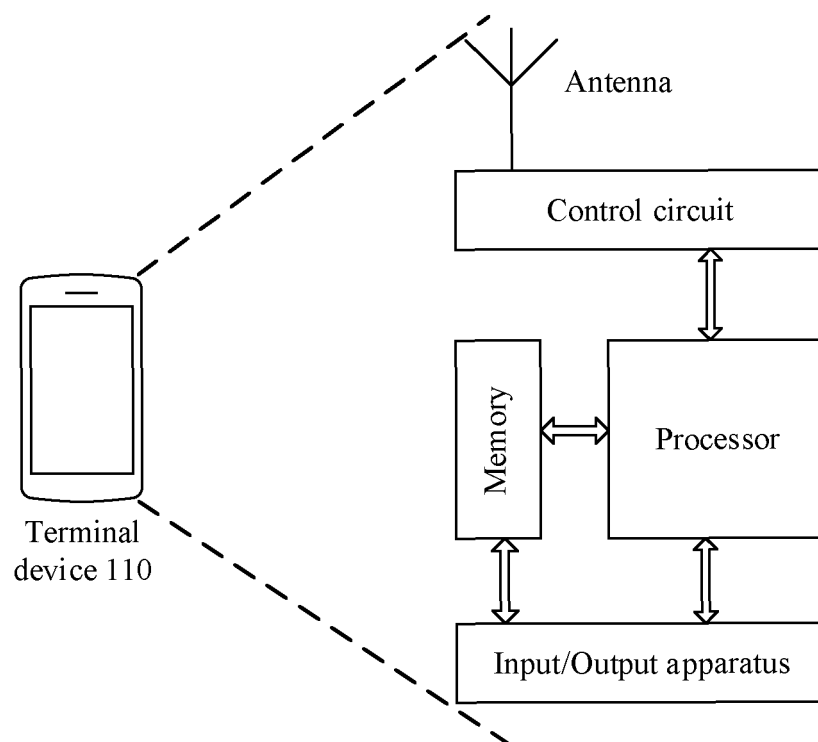 Antenna
Control circuit
Memory
Processor
Terminal
device 110
Input/Output apparatus